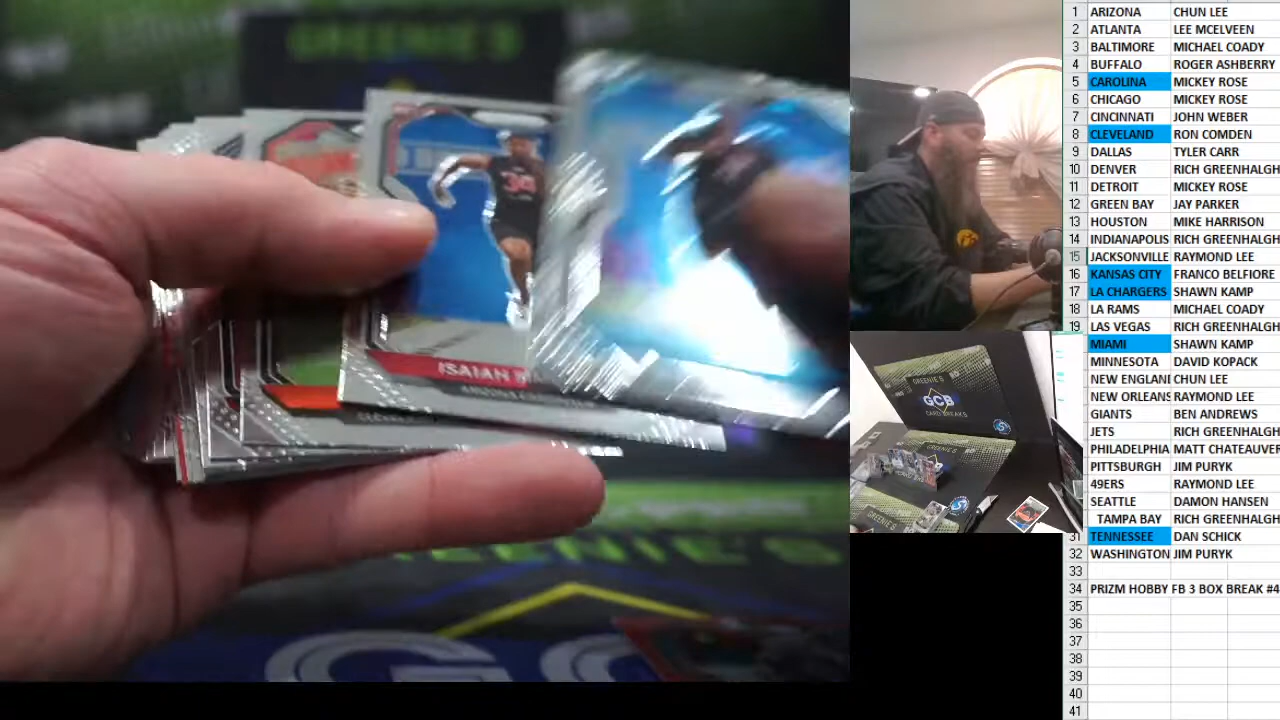 ISAIAH
38
GREENIE'S
GCB
CARD BREAKS
GREENIE'S
1 ARIZONA CHUN LEE
2 ATLANTA LEE MCELVEEN
3 BALTIMORE MICHAEL COADY
4 BUFFALO ROGER ASHBERRY
5 CAROLINA MICKEY ROSE
6 CHICAGO MICKEY ROSE
7 CINCINNATI JOHN WEBER
8 CLEVELAND RON COMDEN
9 DALLAS TYLER CARR
10 DENVER RICH GREENHALGH
11 DETROIT MICKEY ROSE
12 GREEN BAY JAY PARKER
13 HOUSTON MIKE HARRISON
14 INDIANAPOLIS RICH GREENHALGH
15 JACKSONVILLE RAYMOND LEE
16 KANSAS CITY FRANCO BELFIORE
17 LA CHARGERS SHAWN KAMP
18 LA RAMS MICHAEL COADY
19 LAS VEGAS RICH GREENHALGH
MIAMI SHAWN KAMP
MINNESOTA DAVID KOPACK
NEW ENGLAND CHUN LEE
NEW ORLEANS RAYMOND LEE
GIANTS BEN ANDREWS
JETS RICH GREENHALGH
PHILADELPHIA MATT CHATEAUVER
PITTSBURGH JIM PURYK
49ERS RAYMOND LEE
SEATTLE DAMON HANSEN
TAMPA BAY RICH GREENHALGH
31 TENNESSEE DAN SCHICK
32 WASHINGTON JIM PURYK
33
34 PRIZM HOBBY FB 3 BOX BREAK #4
35
36
37
38
39
40
41